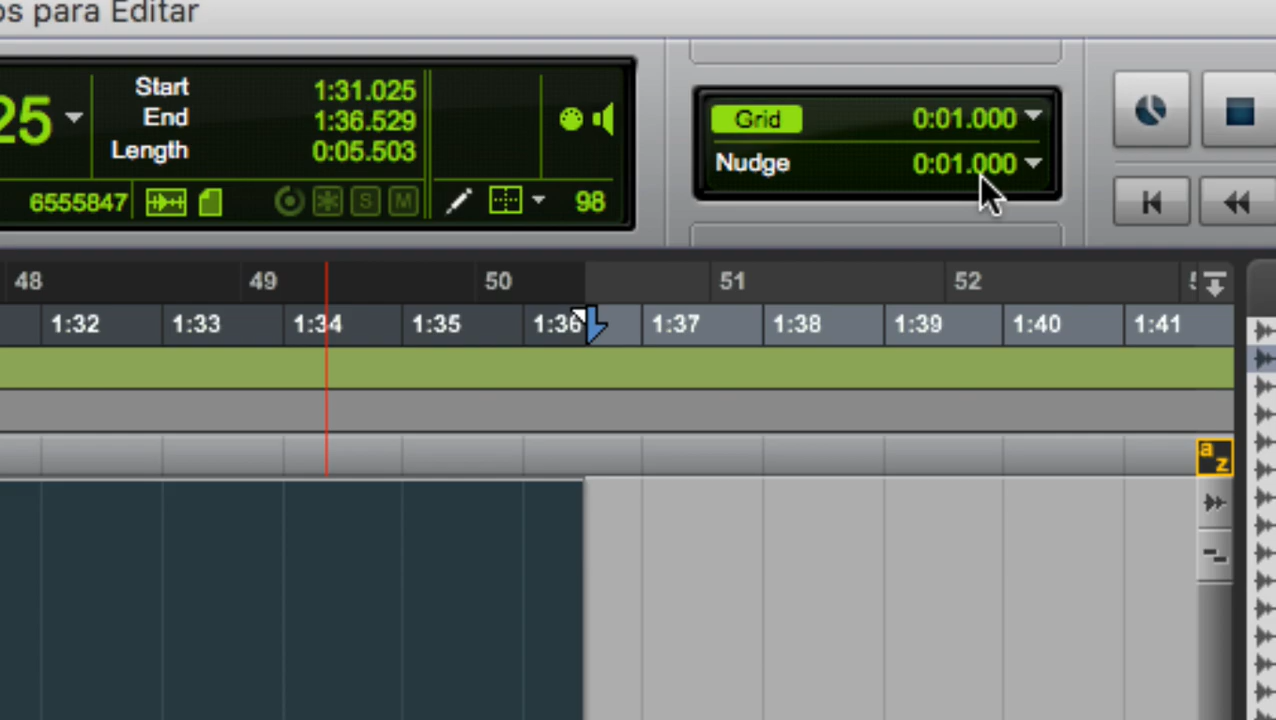 os para Editar
25
Start 1:31.025
End 1:36.529
Length 0:05.503
Grid 0:01.000
Nudge 0:01.000
6555847 S M 98
48 49 50 51 52
1:32 1:33 1:34 1:35 1:36 1:37 1:38 1:39 1:40 1:41
a z